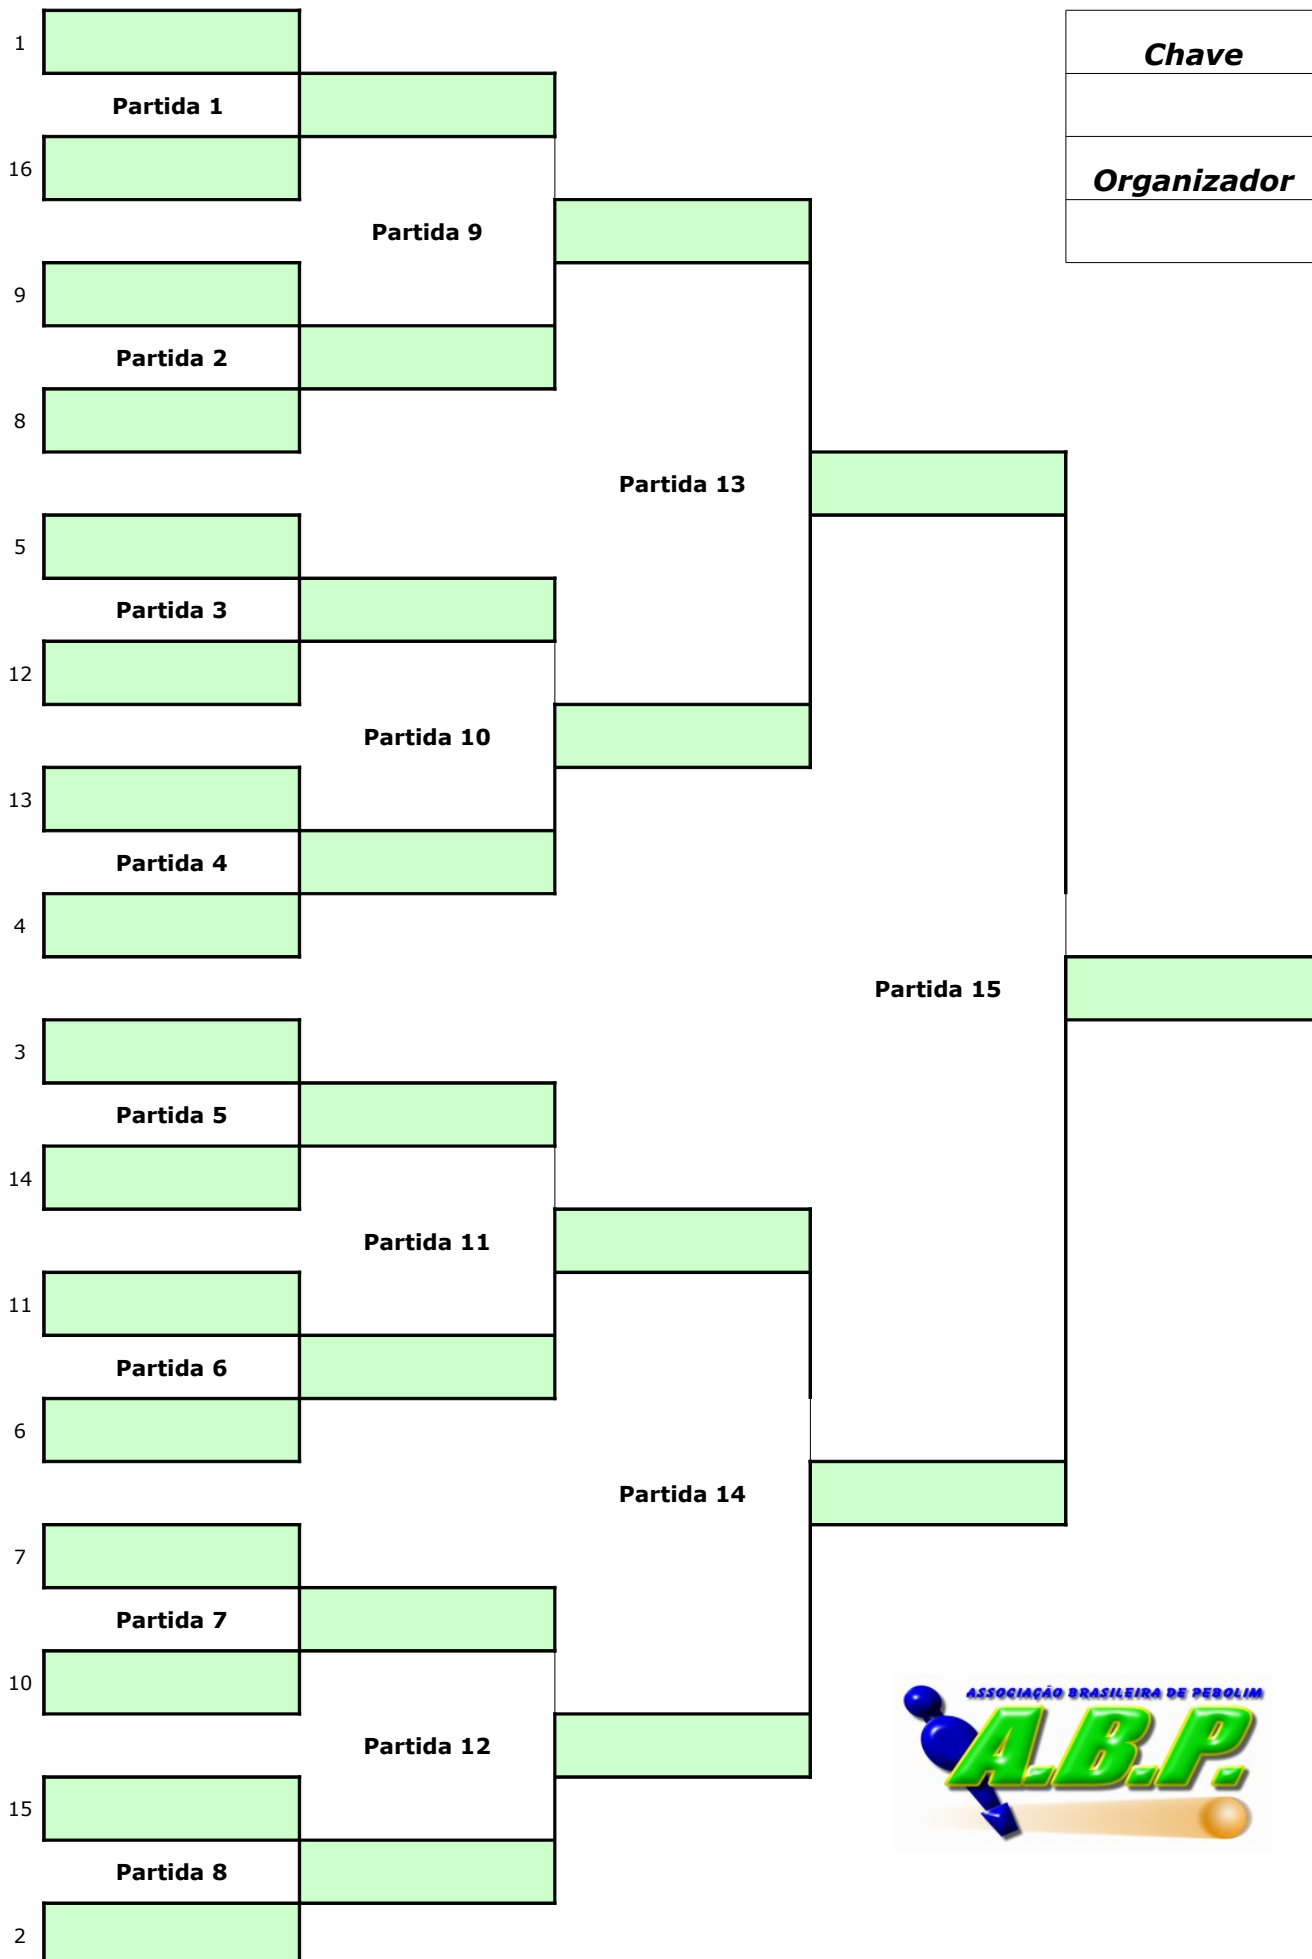 1
Chave
Partida 1
16
Organizador
Partida 9
9
Partida 2
8
Partida 13
5
Partida 3
12
Partida 10
13
Partida 4
4
Partida 15
3
Partida 5
14
Partida 11
11
Partida 6
6
Partida 14
7
Partida 7
10
ASSOCIAÇÃO BRASILEIRA DE PEBOLIM
A.B.P.
Partida 12
15
Partida 8
2